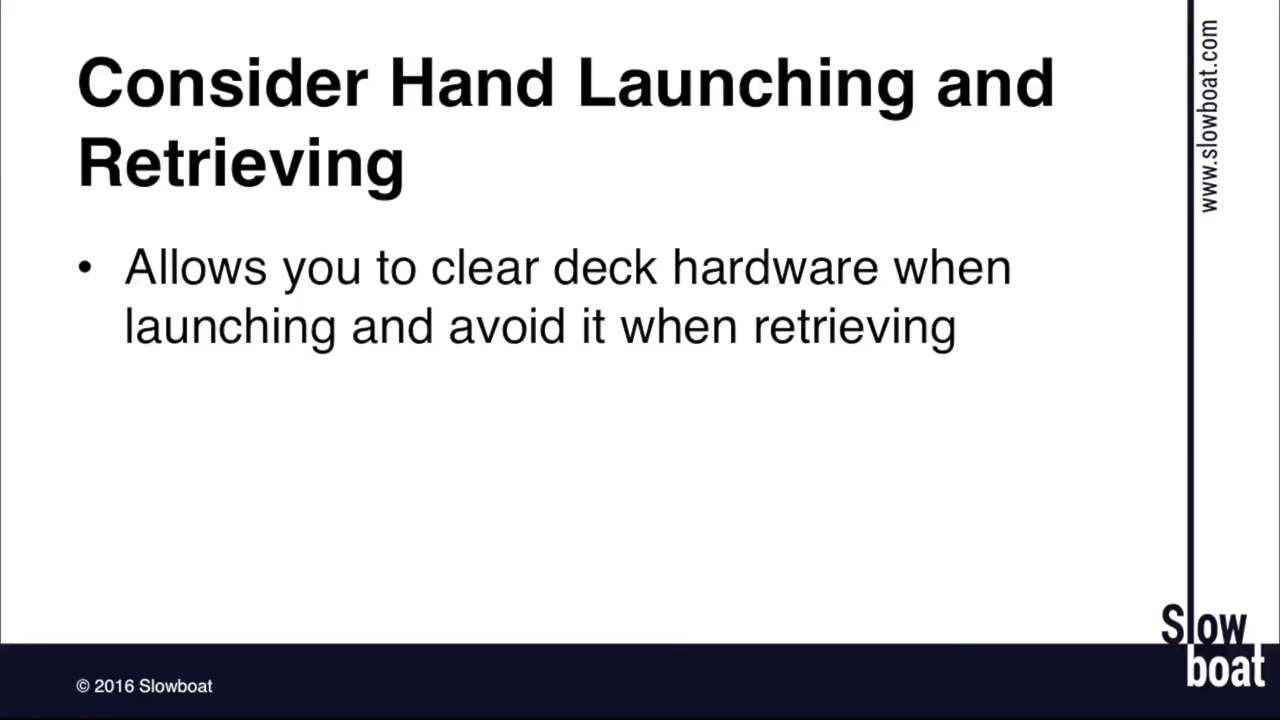 Consider Hand Launching and
Retrieving
• Allows you to clear deck hardware when
launching and avoid it when retrieving
www.slowboat.com
Slow
boat
© 2016 Slowboat